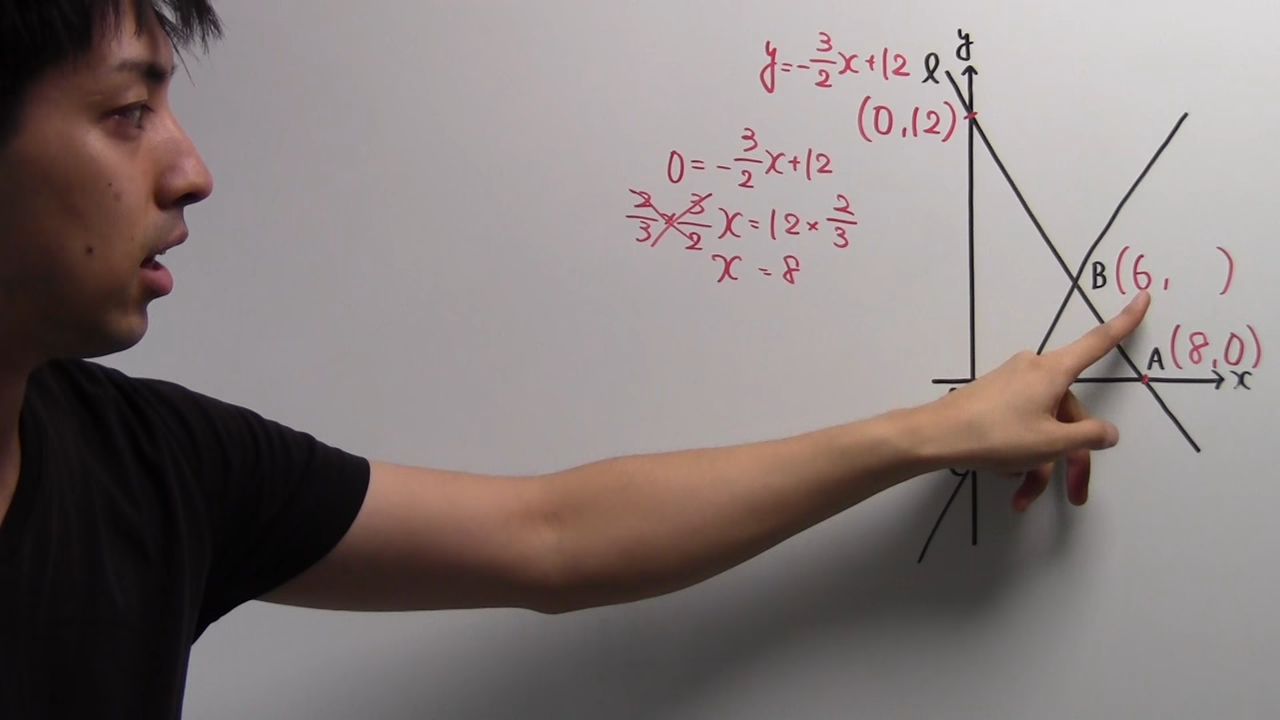 y
y=-3/2x+12
l
(0,12)
0=-3/2x+12
2/3×3/2x=12×2/3
x=8
B(6, )
A(8,0)
x